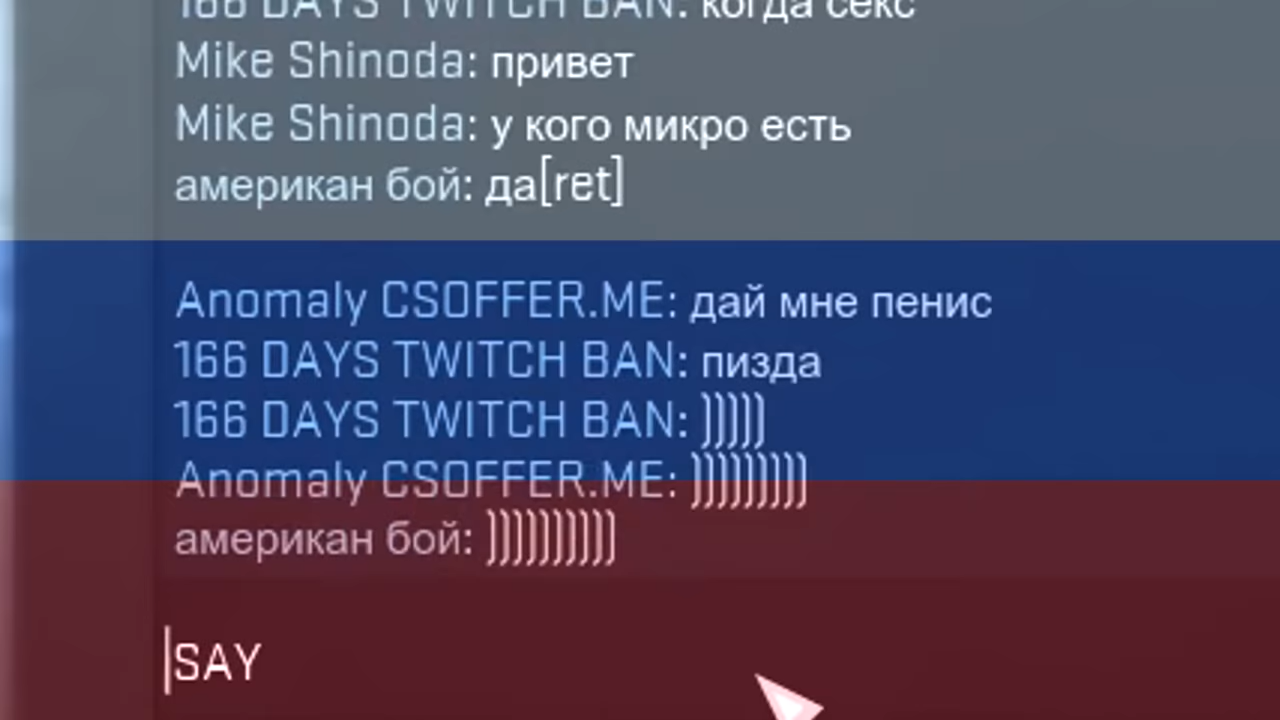 166 DAYS TWITCH BAN: когда секс
Mike Shinoda: привет
Mike Shinoda: у кого микро есть
американ бой: да[ret]
Anomaly CSOFFER.ME: дай мне пенис
166 DAYS TWITCH BAN: пизда
166 DAYS TWITCH BAN: )))))
Anomaly CSOFFER.ME: )))))))))
американ бой: ))))))))))
SAY